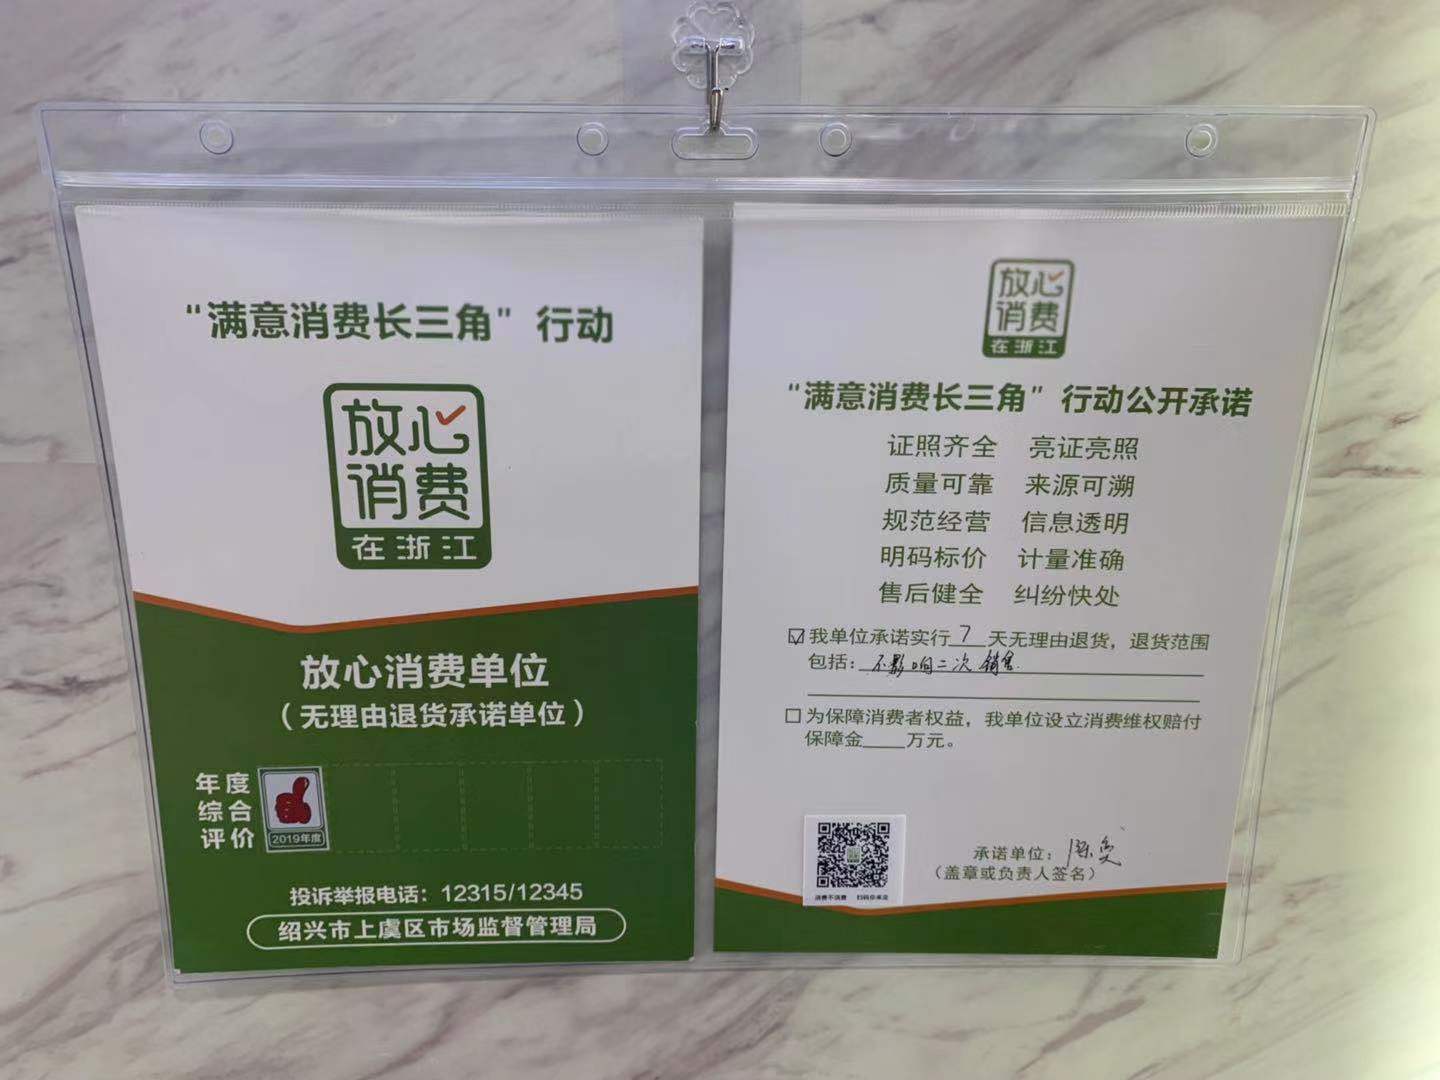 “满意消费长三角”行动
放心
消费
在浙江
放心消费单位
（无理由退货承诺单位）
年度
综合
评价
2019年度
投诉举报电话：12315/12345
绍兴市上虞区市场监督管理局
放心
消费
在浙江
“满意消费长三角”行动公开承诺
证照齐全 亮证亮照
质量可靠 来源可溯
规范经营 信息透明
明码标价 计量准确
售后健全 纠纷快处
☑我单位承诺实行7天无理由退货，退货范围
包括：不影响二次销售.
□为保障消费者权益，我单位设立消费维权赔付
保障金____万元。
承诺单位：
（盖章或负责人签名）